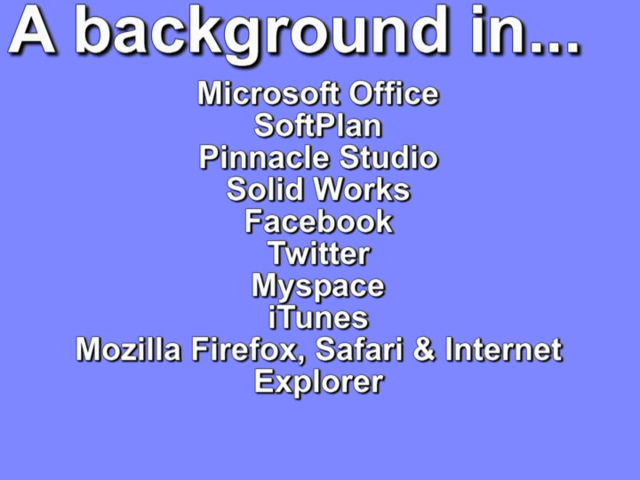 A background in...
Microsoft Office
SoftPlan
Pinnacle Studio
Solid Works
Facebook
Twitter
Myspace
iTunes
Mozilla Firefox, Safari & Internet
Explorer